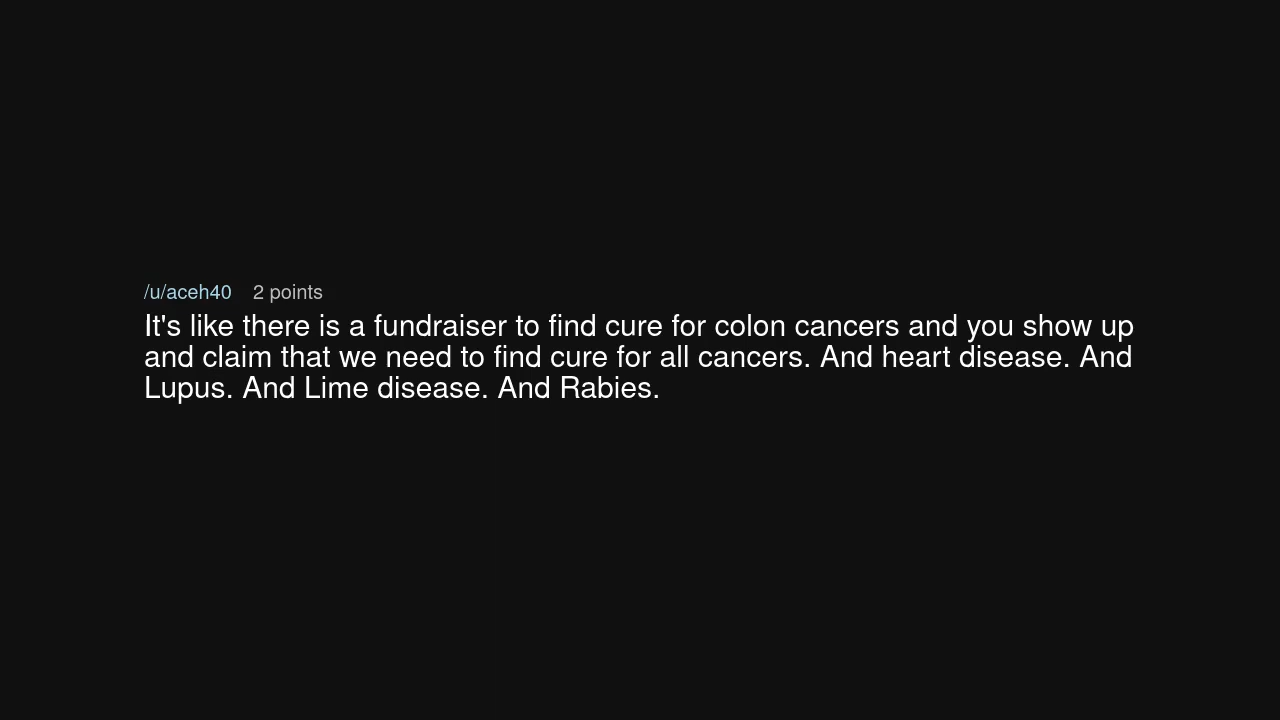 /u/aceh40 2 points
It's like there is a fundraiser to find cure for colon cancers and you show up
and claim that we need to find cure for all cancers. And heart disease. And
Lupus. And Lime disease. And Rabies.